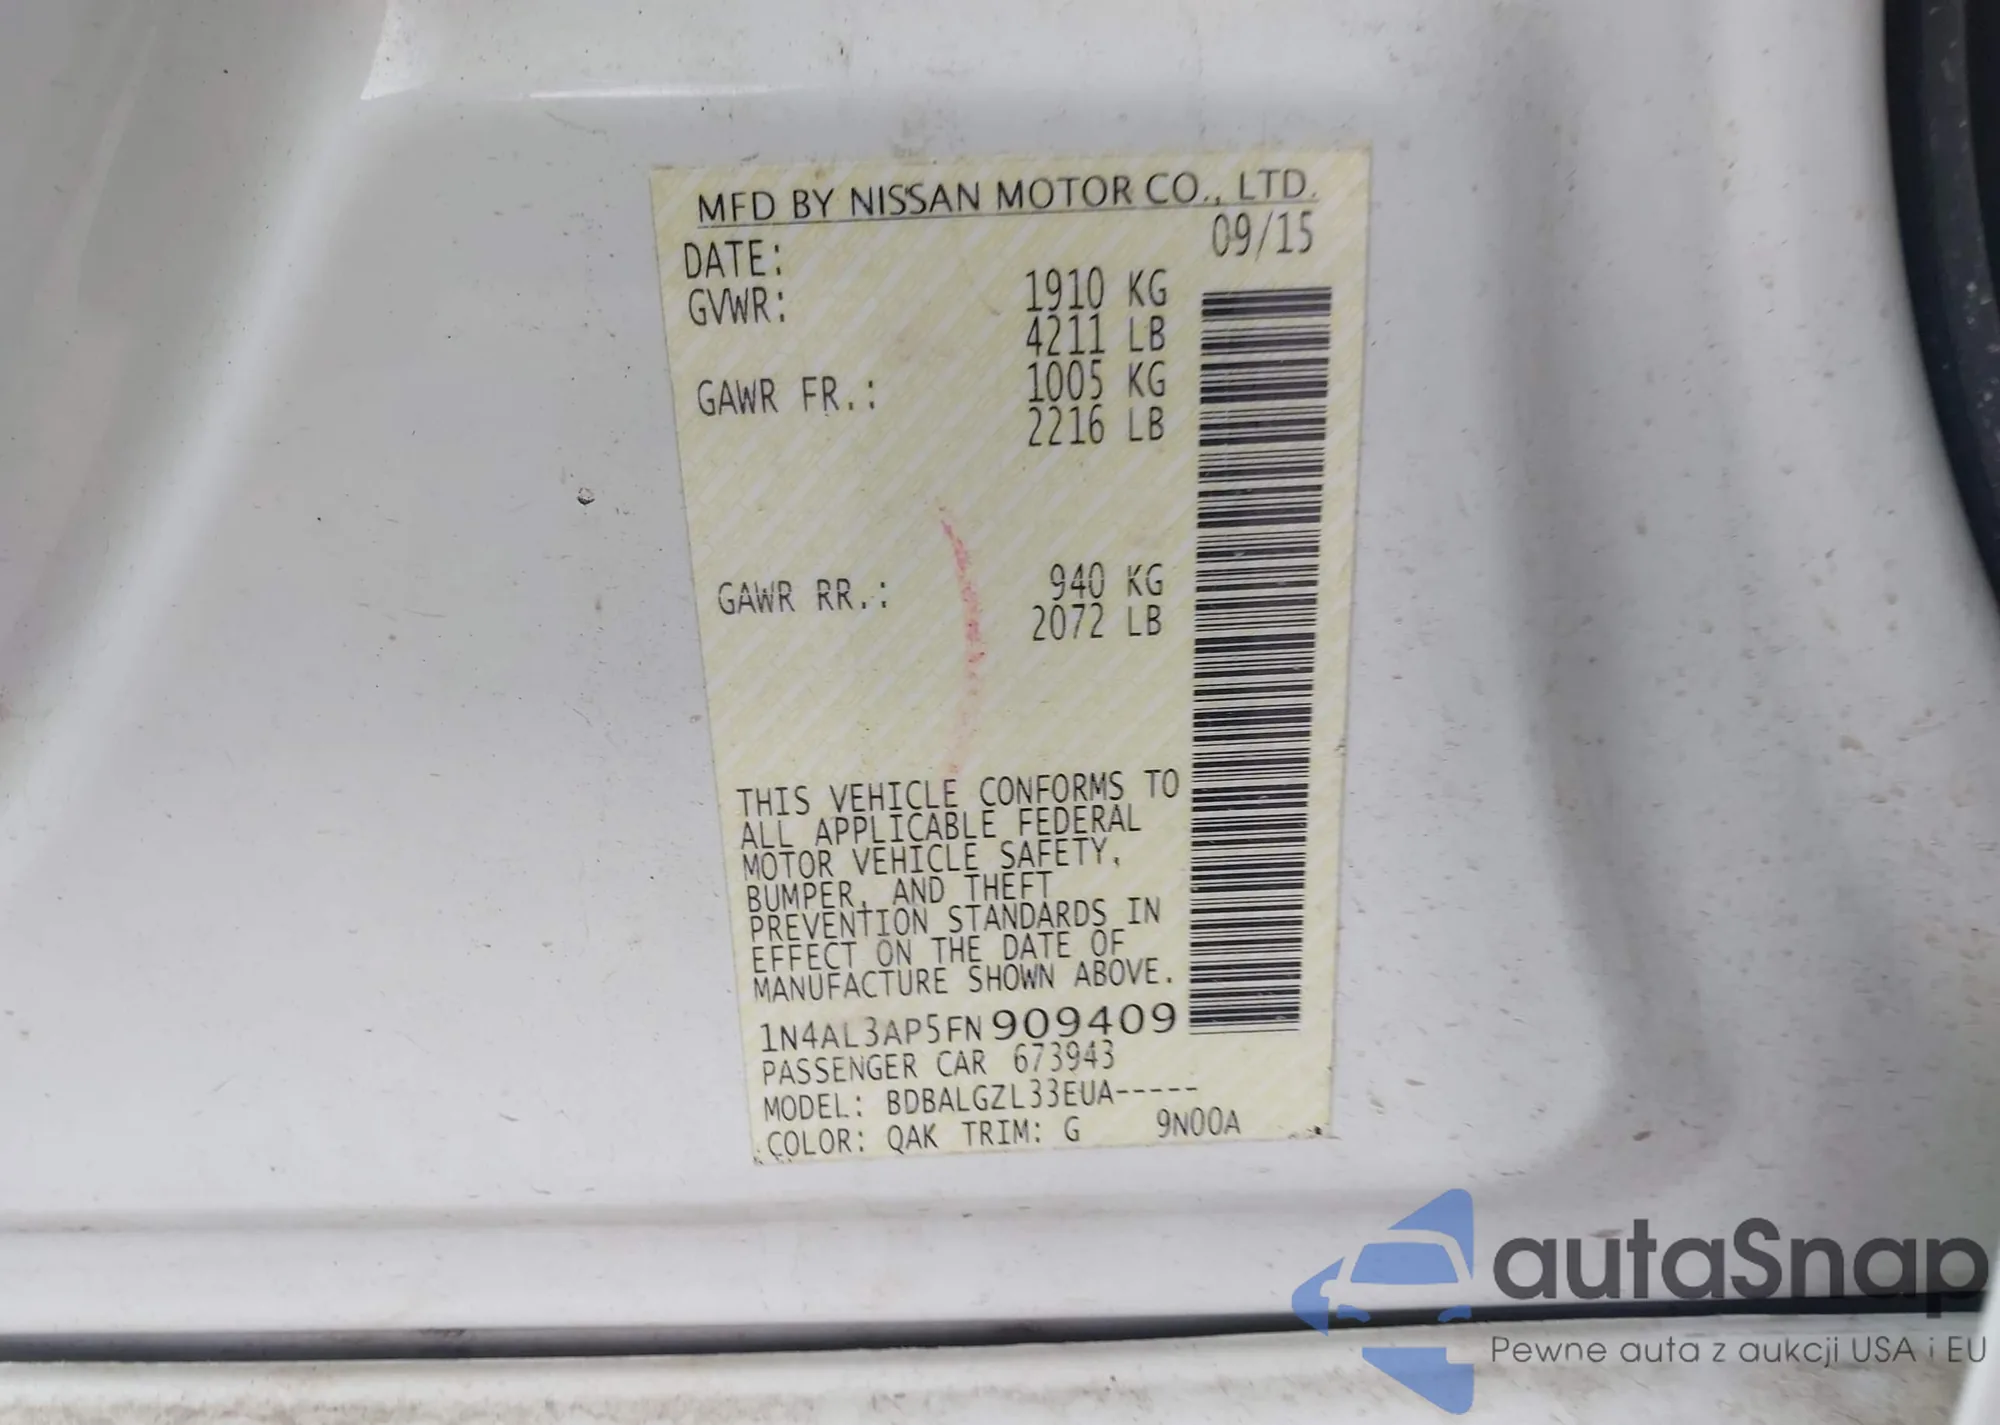 MFD BY NISSAN MOTOR CO., LTD.
DATE: 09/15
GVWR: 1910 KG
4211 LB
GAWR FR.: 1005 KG
2216 LB
GAWR RR.: 940 KG
2072 LB
THIS VEHICLE CONFORMS TO
ALL APPLICABLE FEDERAL
MOTOR VEHICLE SAFETY,
BUMPER, AND THEFT
PREVENTION STANDARDS IN
EFFECT ON THE DATE OF
MANUFACTURE SHOWN ABOVE.
1N4AL3AP5FN909409
PASSENGER CAR 673943
MODEL: BDBALGZL33EUA-----
COLOR: QAK TRIM: G 9N00A
autaSnap
Pewne auta z aukcji USA i EU